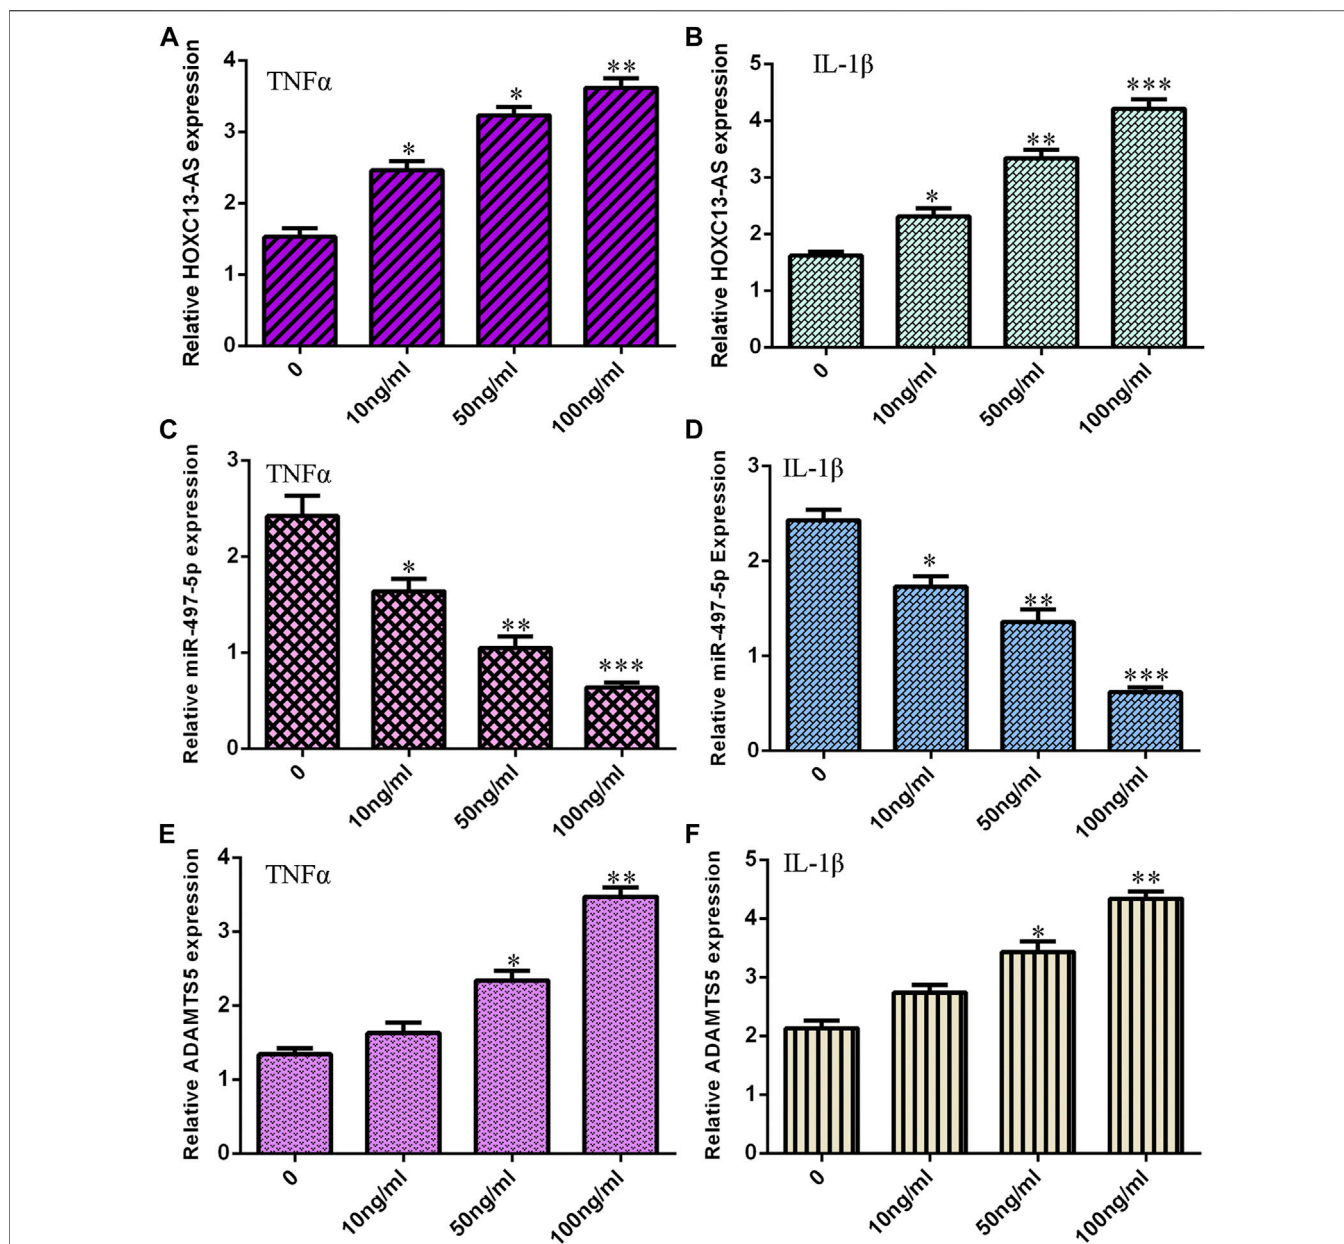 A
Relative HOXC13-AS expression
TNFα
4
3
2
1
0
*
*
**
0
10ng/ml
50ng/ml
100ng/ml
B
Relative HOXC13-AS expression
IL-1β
5
4
3
2
1
0
*
**
***
0
10ng/ml
50ng/ml
100ng/ml
C
Relative miR-497-5p expression
TNFα
3
2
1
0
*
**
***
0
10ng/ml
50ng/ml
100ng/ml
D
Relative miR-497-5p Expression
IL-1β
3
2
1
0
*
**
***
0
10ng/ml
50ng/ml
100ng/ml
E
Relative ADAMTS5 expression
TNFα
4
3
2
1
0
*
**
0
10ng/ml
50ng/ml
100ng/ml
F
Relative ADAMTS5 expression
IL-1β
5
4
3
2
1
0
*
**
0
10ng/ml
50ng/ml
100ng/ml